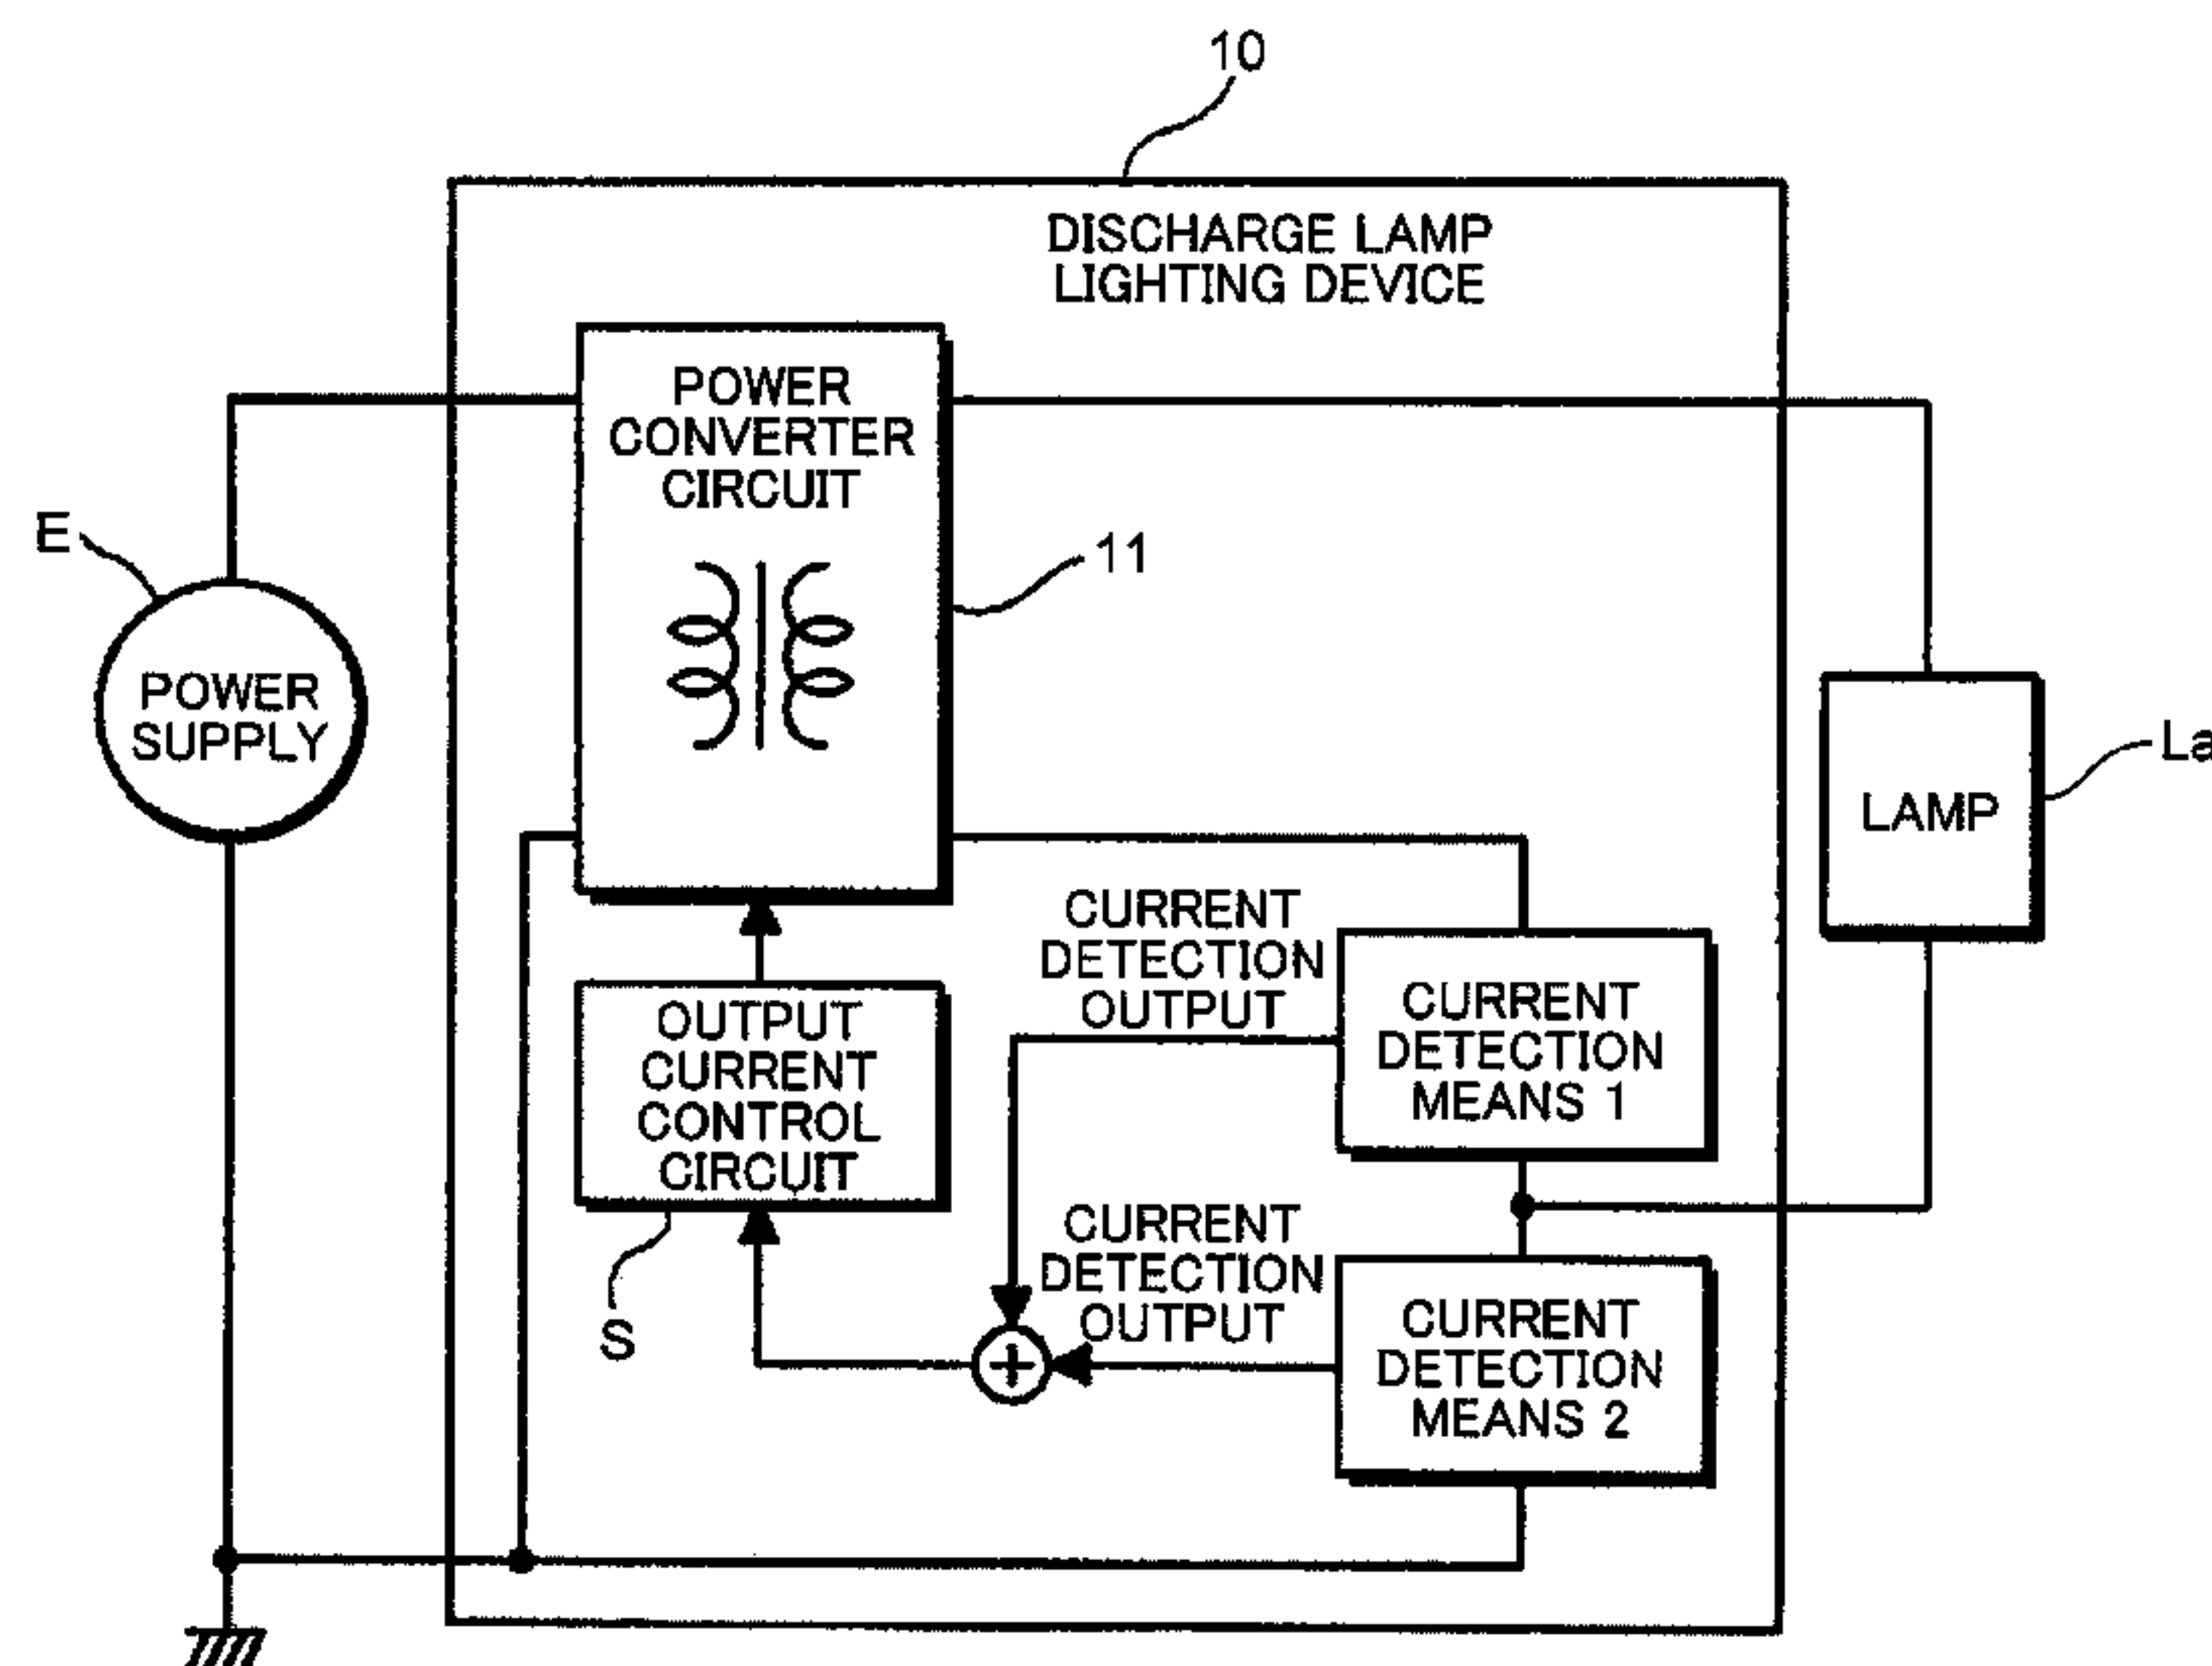 10
DISCHARGE LAMP
LIGHTING DEVICE
POWER
CONVERTER
CIRCUIT
E
11
POWER
SUPPLY
La
LAMP
CURRENT
DETECTION
OUTPUT
CURRENT
DETECTION
MEANS 1
OUTPUT
CURRENT
CONTROL
CIRCUIT
S
CURRENT
DETECTION
OUTPUT
CURRENT
DETECTION
MEANS 2
+